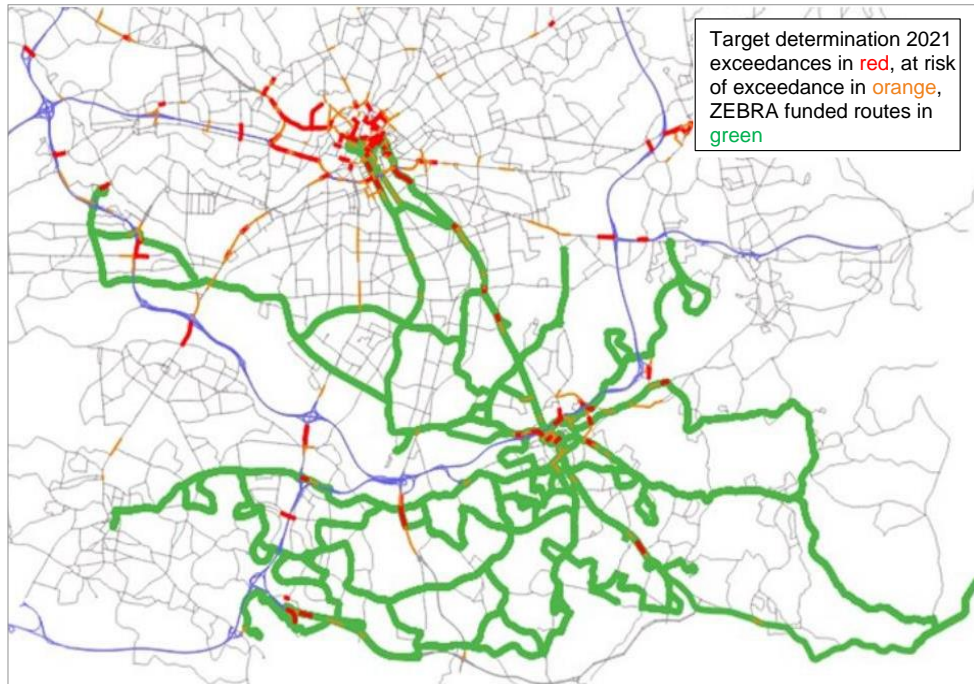 Target determination 2021
exceedances in red, at risk
of exceedance in orange,
ZEBRA funded routes in
green